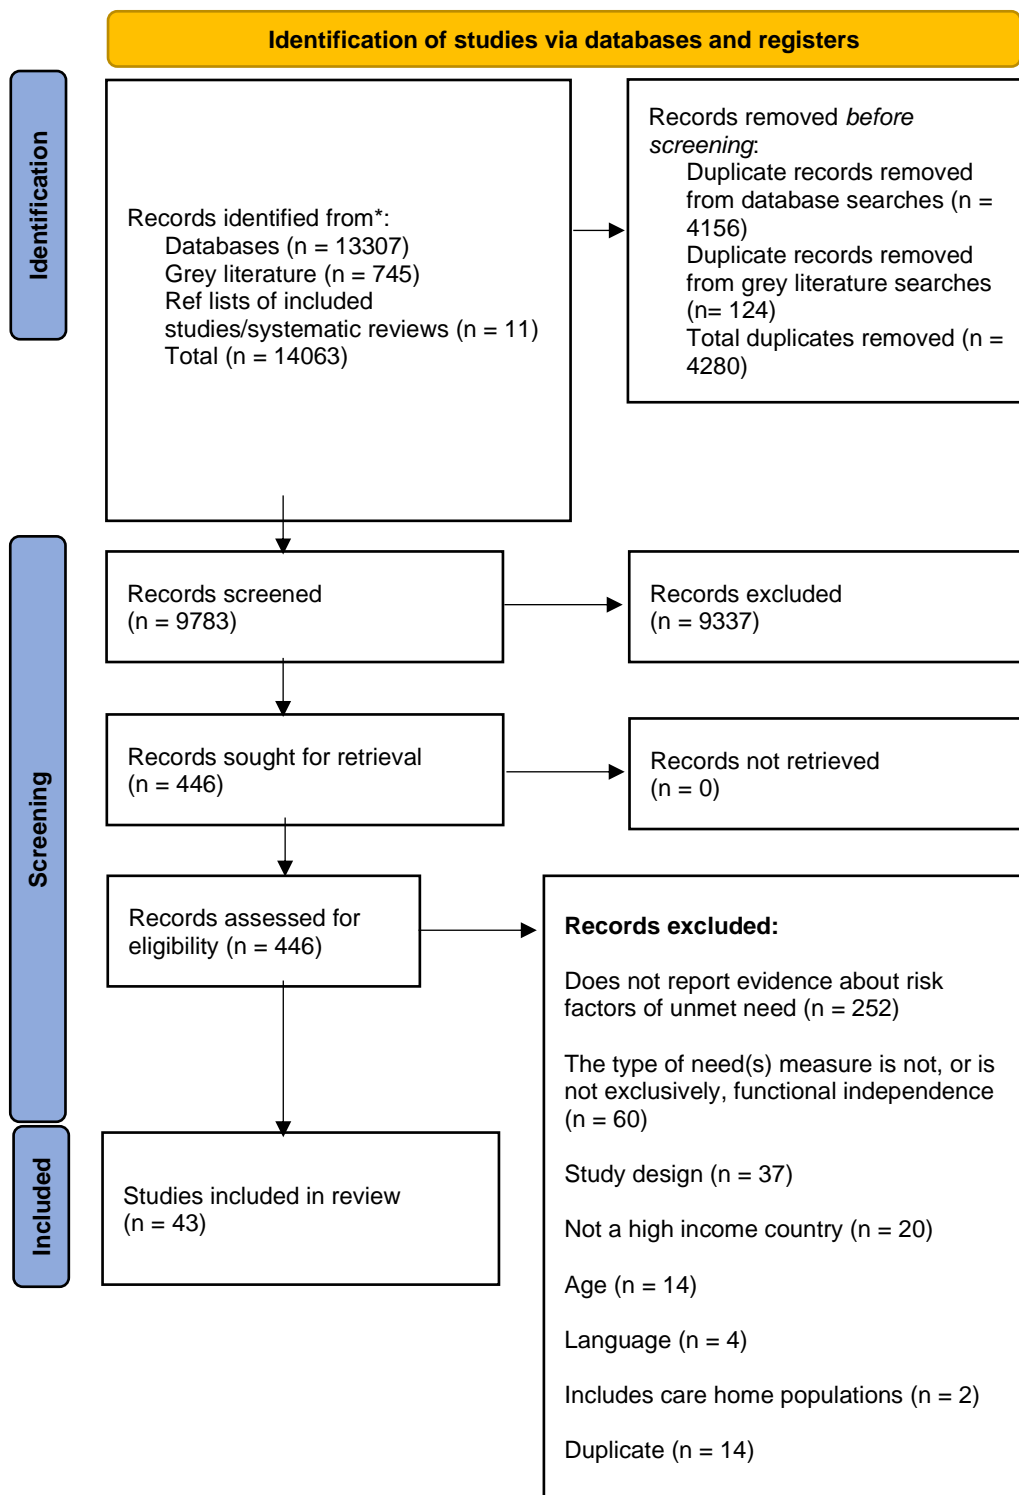 Identification of studies via databases and registers
Identification
Records identified from*:
Databases (n = 13307)
Grey literature (n = 745)
Ref lists of included
studies/systematic reviews (n = 11)
Total (n = 14063)
Records removed before
screening:
Duplicate records removed
from database searches (n =
4156)
Duplicate records removed
from grey literature searches
(n= 124)
Total duplicates removed (n =
4280)
Screening
Records screened
(n = 9783)
Records excluded
(n = 9337)
Records sought for retrieval
(n = 446)
Records not retrieved
(n = 0)
Records assessed for
eligibility (n = 446)
Records excluded:
Does not report evidence about risk
factors of unmet need (n = 252)
The type of need(s) measure is not, or is
not exclusively, functional independence
(n = 60)
Study design (n = 37)
Not a high income country (n = 20)
Age (n = 14)
Language (n = 4)
Includes care home populations (n = 2)
Duplicate (n = 14)
Included
Studies included in review
(n = 43)